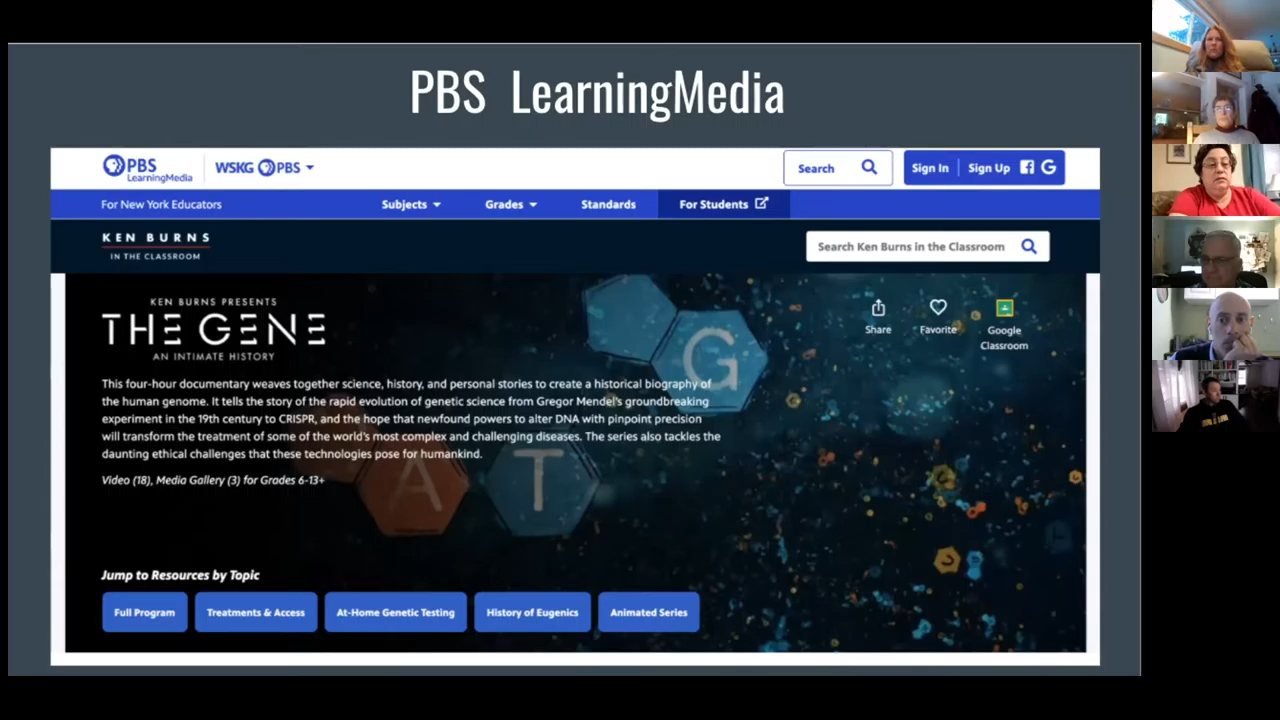 PBS LearningMedia
PBS LearningMedia
WSKG PBS
Search
Sign In
Sign Up
For New York Educators
Subjects
Grades
Standards
For Students
KEN BURNS
IN THE CLASSROOM
Search Ken Burns in the Classroom
KEN BURNS PRESENTS
THE GENE
AN INTIMATE HISTORY
G
Share
Favorite
Google
Classroom
This four-hour documentary weaves together science, history, and personal stories to create a historical biography of
the human genome. It tells the story of the rapid evolution of genetic science from Gregor Mendel's groundbreaking
experiment in the 19th century to CRISPR, and the hope that newfound powers to alter DNA with pinpoint precision
will transform the treatment of some of the world's most complex and challenging diseases. The series also tackles the
daunting ethical challenges that these technologies pose for humankind.
A T
Video (18), Media Gallery (3) for Grades 6-13+
Jump to Resources by Topic
Full Program
Treatments & Access
At-Home Genetic Testing
History of Eugenics
Animated Series